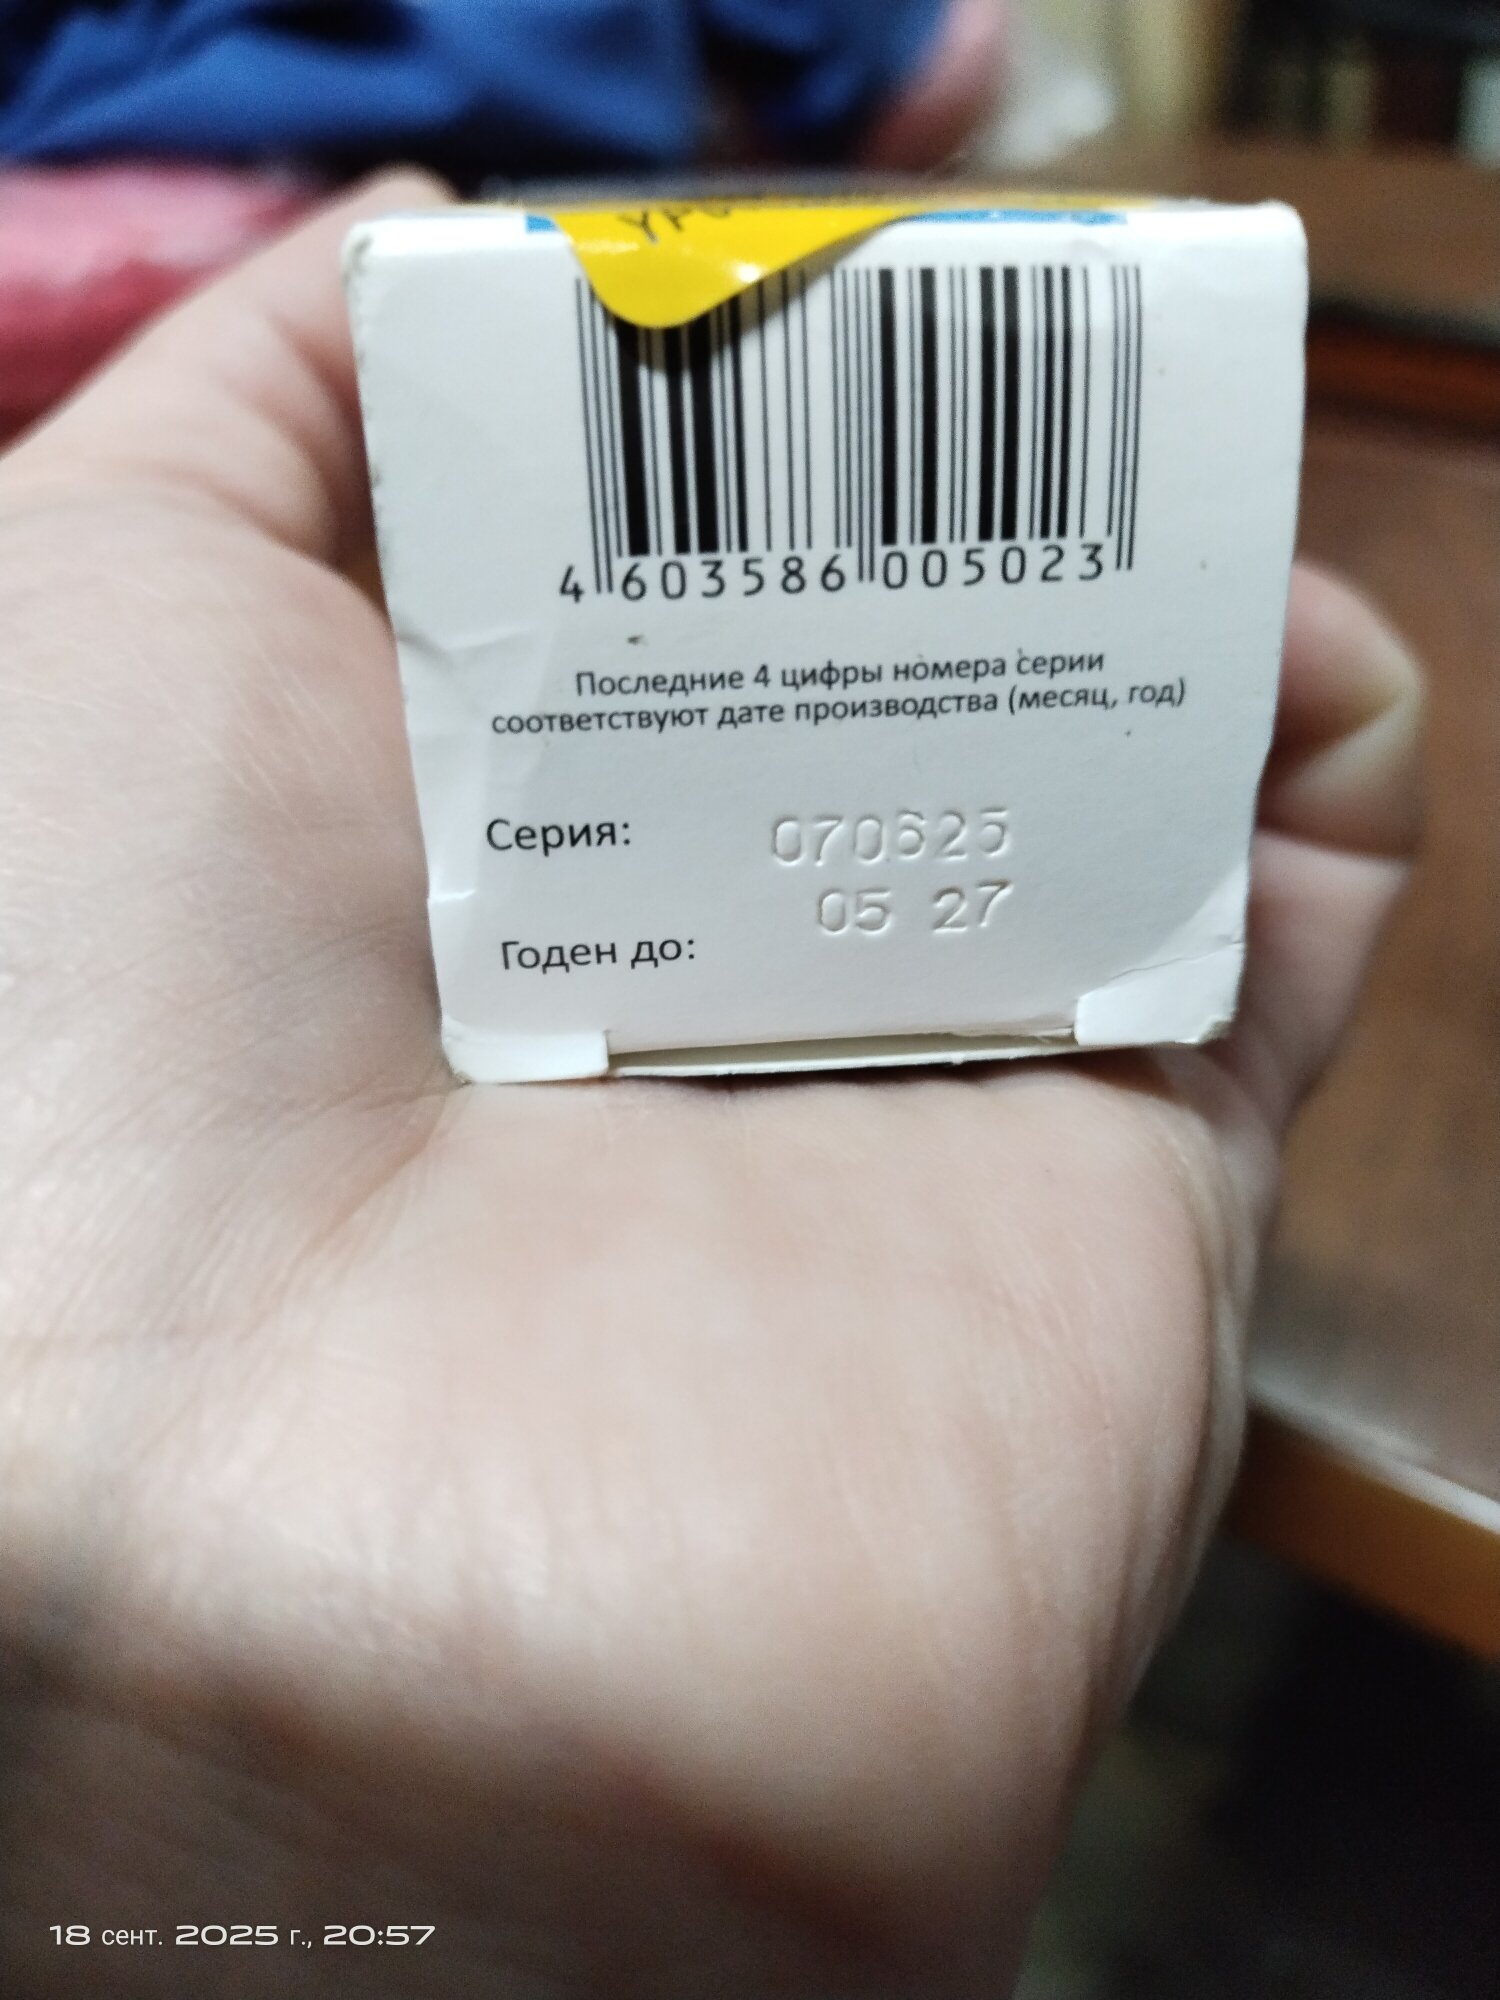 4 603586 005023
Последние 4 цифры номера серии
соответствуют дате производства (месяц, год)
Серия: 070625
05 27
Годен до:
18 сент. 2025 г., 20:57